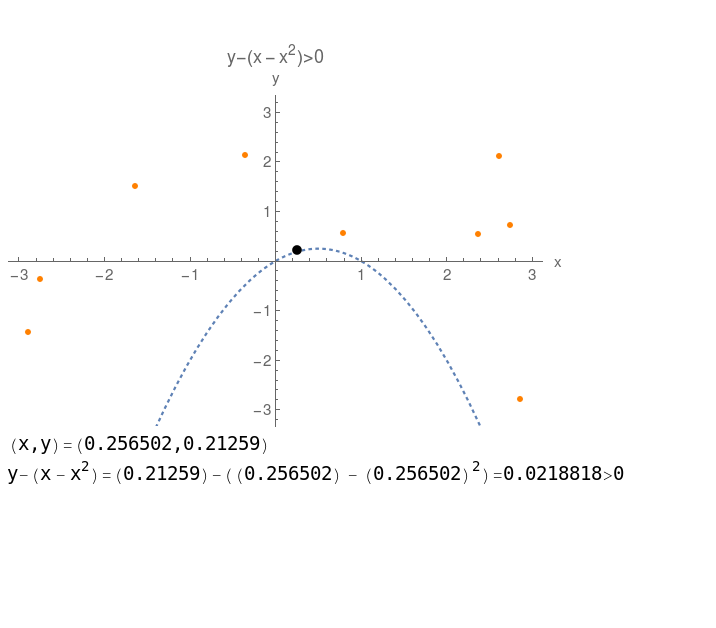 y−(x−x²)>0
y
3
2
1
−3 −2 −1 1 2 3 x
−1
−2
−3
(x,y)=(0.256502,0.21259)
y−(x−x²)=(0.21259)−((0.256502) − (0.256502)²)=0.0218818>0